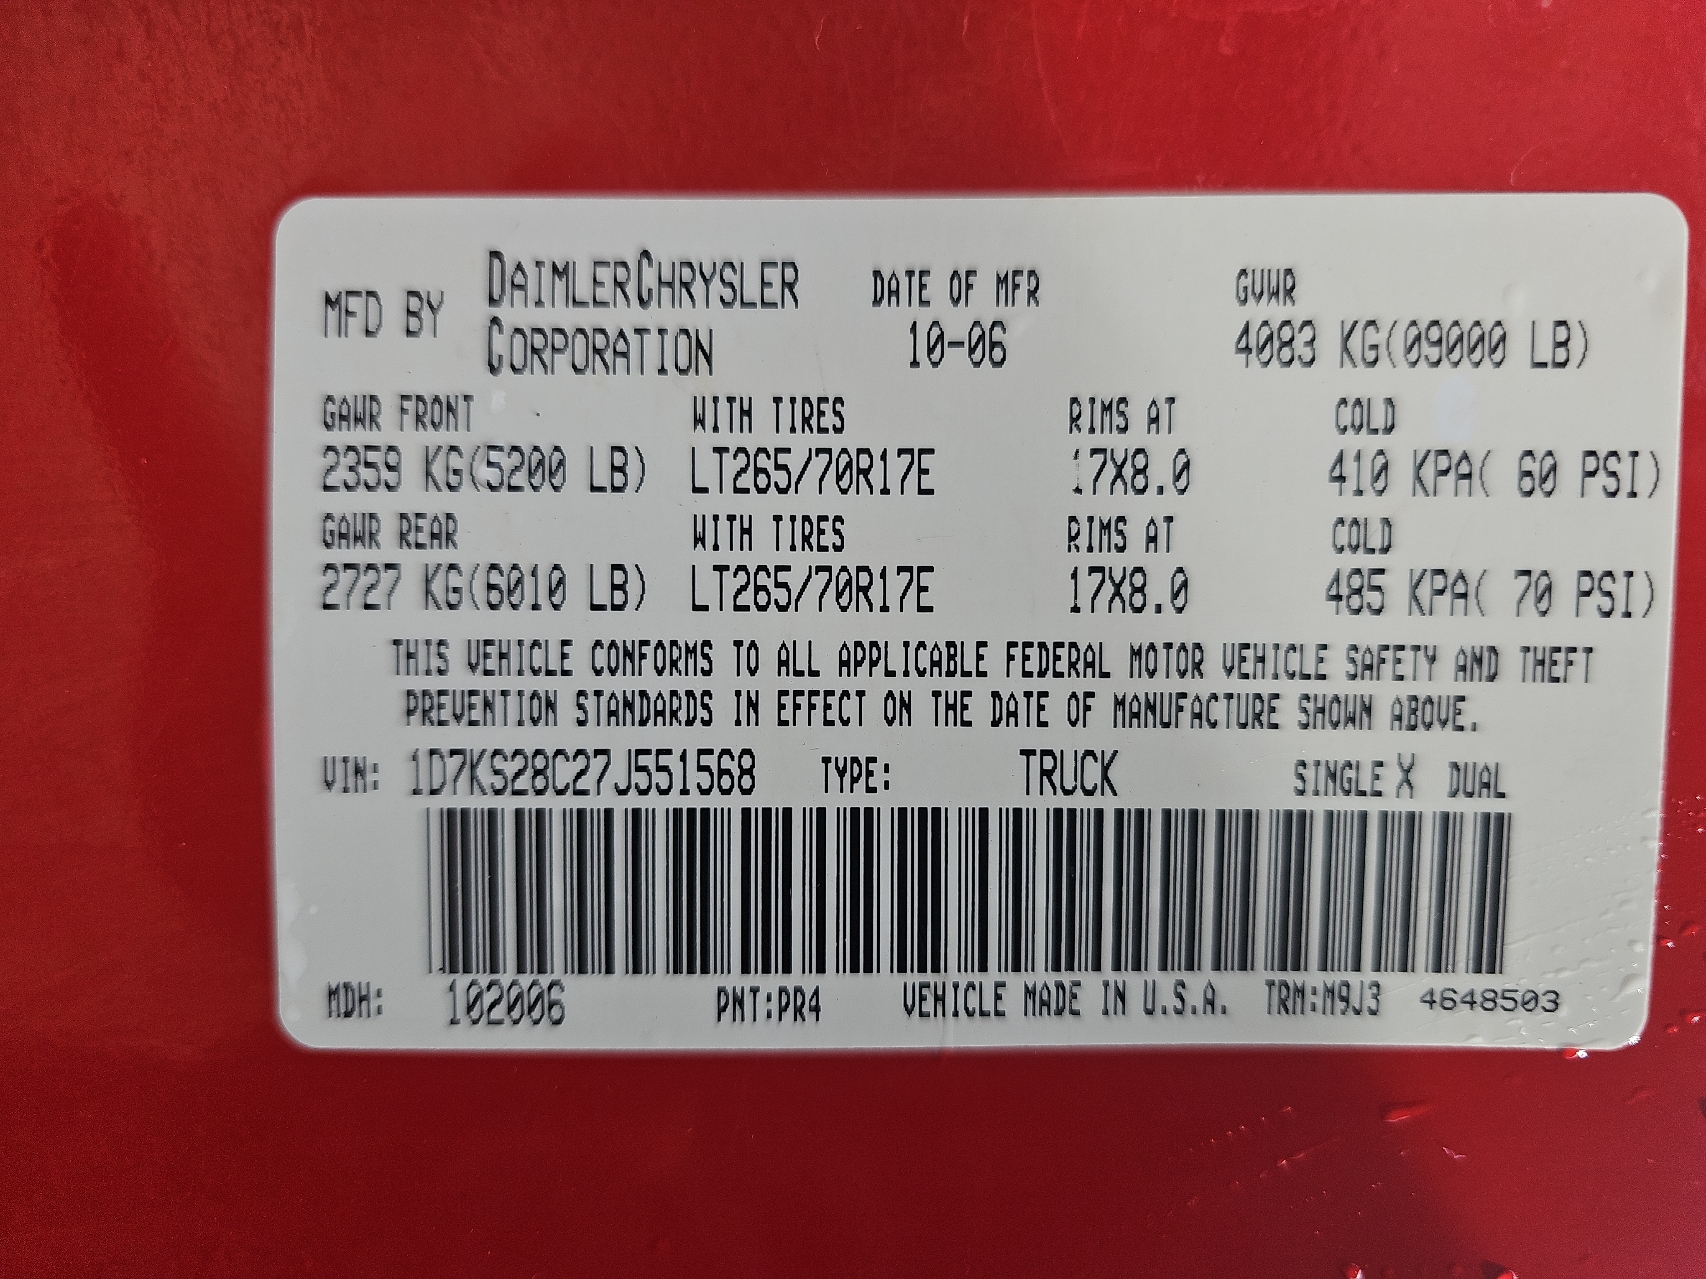 MFD BY DAIMLERCHRYSLER CORPORATION DATE OF MFR 10-06 GVWR 4083 KG(09000 LB)
GAWR FRONT WITH TIRES RIMS AT COLD
2359 KG(5200 LB) LT265/70R17E 17X8.0 410 KPA( 60 PSI)
GAWR REAR WITH TIRES RIMS AT COLD
2727 KG(6010 LB) LT265/70R17E 17X8.0 485 KPA( 70 PSI)
THIS VEHICLE CONFORMS TO ALL APPLICABLE FEDERAL MOTOR VEHICLE SAFETY AND THEFT
PREVENTION STANDARDS IN EFFECT ON THE DATE OF MANUFACTURE SHOWN ABOVE.
VIN: 1D7KS28C27J551568 TYPE: TRUCK SINGLE X DUAL
MDH: 102006 PNT:PR4 VEHICLE MADE IN U.S.A. TRM:M9J3 4648503